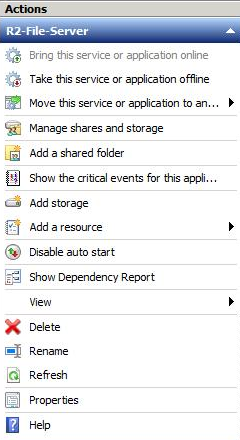 Actions
R2-File-Server
Bring this service or application online
Take this service or application offline
Move this service or application to an...
Manage shares and storage
Add a shared folder
Show the critical events for this appli...
Add storage
Add a resource
Disable auto start
Show Dependency Report
View
Delete
Rename
Refresh
Properties
Help